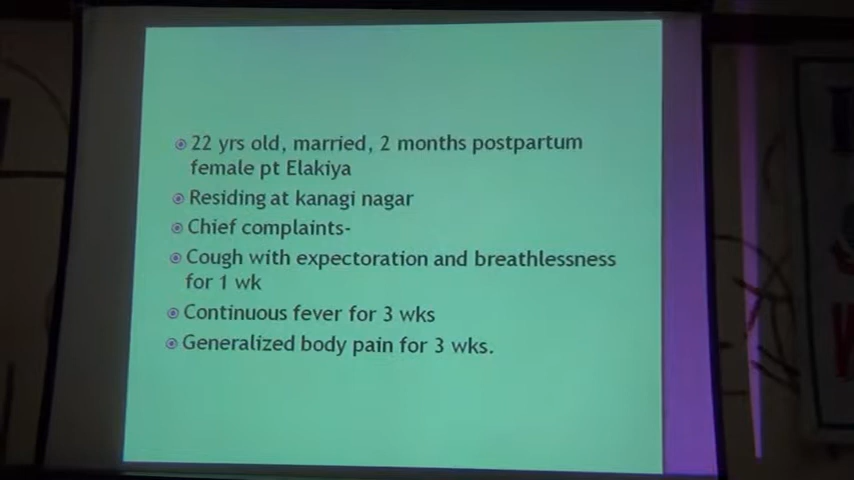 22 yrs old, married, 2 months postpartum
female pt Elakiya
Residing at kanagi nagar
Chief complaints-
Cough with expectoration and breathlessness
for 1 wk
Continuous fever for 3 wks
Generalized body pain for 3 wks.